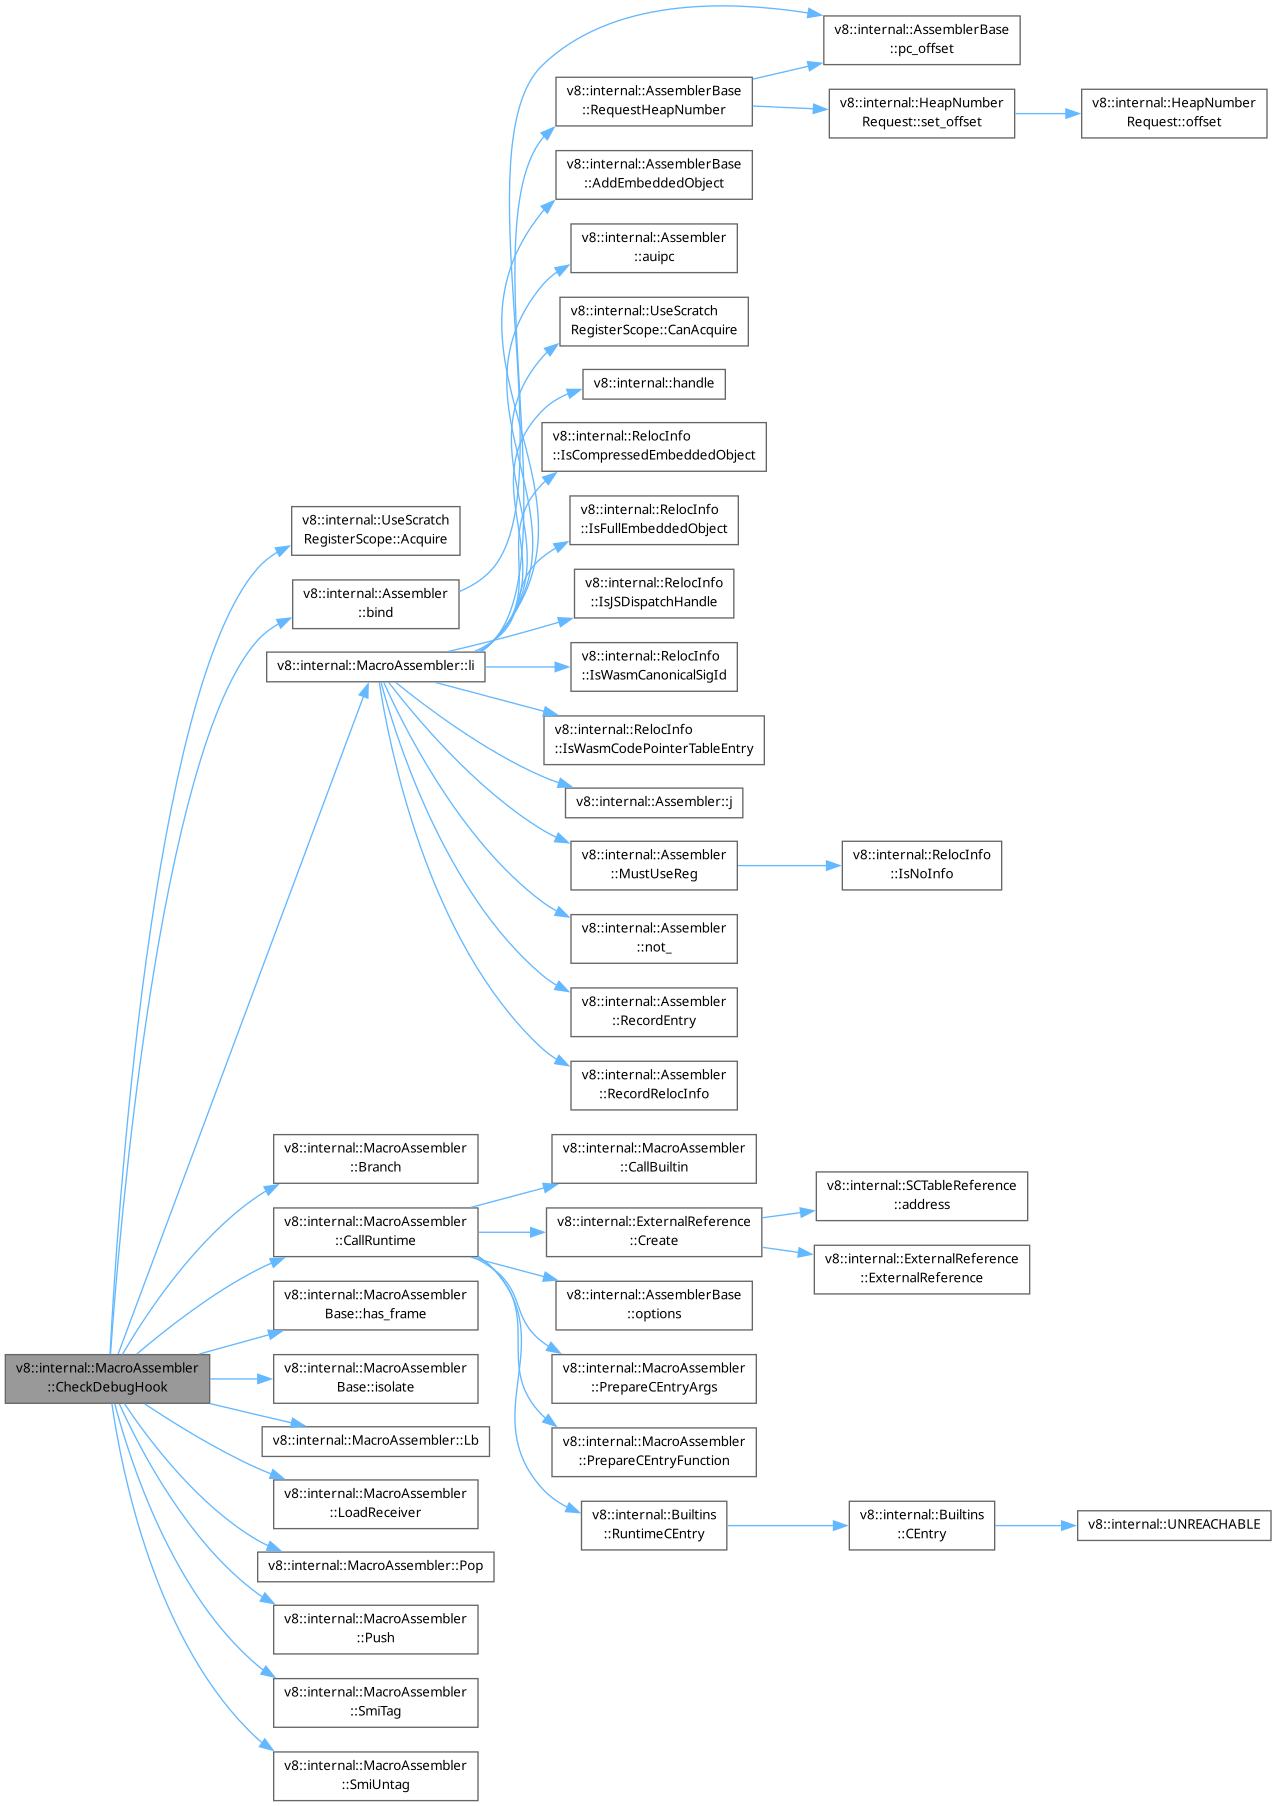 v8::internal::MacroAssembler
::CheckDebugHook
v8::internal::UseScratch
RegisterScope::Acquire
v8::internal::Assembler
::bind
v8::internal::MacroAssembler::li
v8::internal::MacroAssembler
::Branch
v8::internal::MacroAssembler
::CallRuntime
v8::internal::MacroAssembler
Base::has_frame
v8::internal::MacroAssembler
Base::isolate
v8::internal::MacroAssembler::Lb
v8::internal::MacroAssembler
::LoadReceiver
v8::internal::MacroAssembler::Pop
v8::internal::MacroAssembler
::Push
v8::internal::MacroAssembler
::SmiTag
v8::internal::MacroAssembler
::SmiUntag
v8::internal::AssemblerBase
::RequestHeapNumber
v8::internal::AssemblerBase
::AddEmbeddedObject
v8::internal::Assembler
::auipc
v8::internal::UseScratch
RegisterScope::CanAcquire
v8::internal::handle
v8::internal::RelocInfo
::IsCompressedEmbeddedObject
v8::internal::RelocInfo
::IsFullEmbeddedObject
v8::internal::RelocInfo
::IsJSDispatchHandle
v8::internal::RelocInfo
::IsWasmCanonicalSigId
v8::internal::RelocInfo
::IsWasmCodePointerTableEntry
v8::internal::Assembler::j
v8::internal::Assembler
::MustUseReg
v8::internal::Assembler
::not_
v8::internal::Assembler
::RecordEntry
v8::internal::Assembler
::RecordRelocInfo
v8::internal::MacroAssembler
::CallBuiltin
v8::internal::ExternalReference
::Create
v8::internal::AssemblerBase
::options
v8::internal::MacroAssembler
::PrepareCEntryArgs
v8::internal::MacroAssembler
::PrepareCEntryFunction
v8::internal::Builtins
::RuntimeCEntry
v8::internal::AssemblerBase
::pc_offset
v8::internal::HeapNumber
Request::set_offset
v8::internal::RelocInfo
::IsNoInfo
v8::internal::SCTableReference
::address
v8::internal::ExternalReference
::ExternalReference
v8::internal::Builtins
::CEntry
v8::internal::HeapNumber
Request::offset
v8::internal::UNREACHABLE